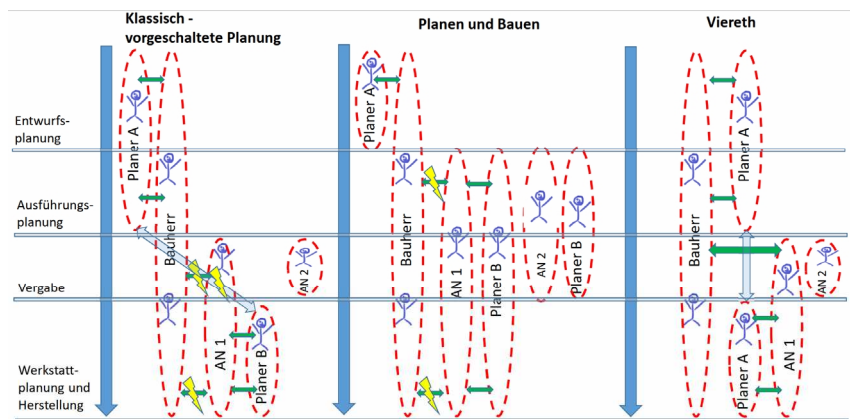 Klassisch -
vorgeschaltete Planung
Planen und Bauen
Viereth
Entwurfs-
planung
Ausführungs-
planung
Vergabe
Werkstatt-
planung und
Herstellung
Planer A
Bauherr
AN 1
Planer B
AN 2
Planer A
Bauherr
AN 1
Planer B
AN 2
Planer B
Bauherr
Planer A
Planer A
AN 1
AN 2